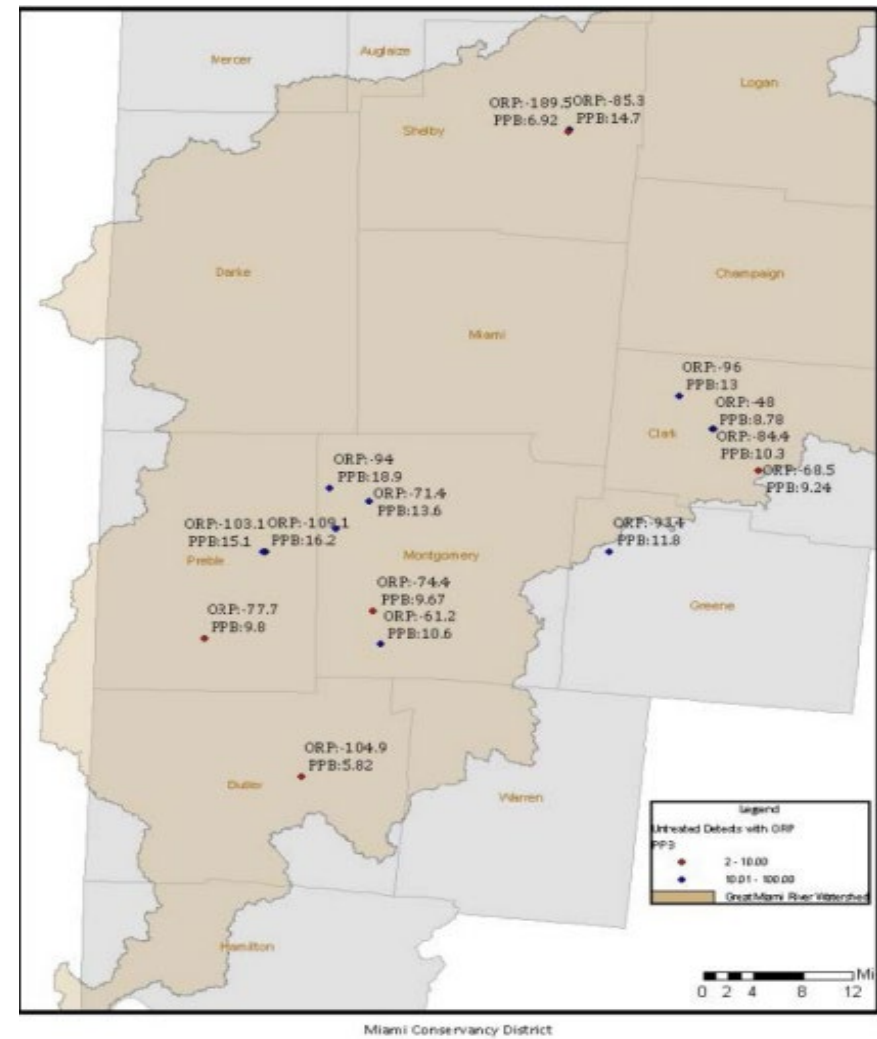 Mercer
Auglaize
Logan
ORP:-189.5 ORP:-85.3
PPB:6.92 PPB:14.7
Shelby
Darke
Champaign
Miami
ORP:-96
PPB:13
ORP:-48
PPB:8.78
Clark
ORP:-84.4
PPB:10.3
ORP:-68.5
PPB:9.24
ORP:-94
PPB:18.9
ORP:-71.4
PPB:13.6
ORP:-103.1 ORP:-109.1
PPB:15.1 PPB:16.2
ORP:-93.4
PPB:11.8
Preble
Montgomery
ORP:-74.4
PPB:9.67
ORP:-61.2
PPB:10.6
ORP:-77.7
PPB:9.8
Greene
ORP:-104.9
PPB:5.82
Butler
Warren
Legend
Untreated Detects with ORP
PPB
2 - 10.00
10.01 - 100.00
Great Miami River Watershed
Hamilton
Mi
0 2 4 8 12
Miami Conservancy District